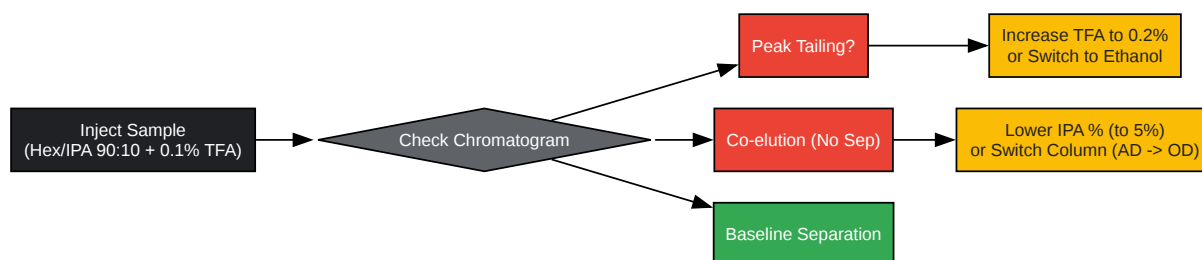 Inject Sample
(Hex/IPA 90:10 + 0.1% TFA)
Check Chromatogram
Peak Tailing?
Increase TFA to 0.2%
or Switch to Ethanol
Co-elution (No Sep)
Lower IPA % (to 5%)
or Switch Column (AD -> OD)
Baseline Separation